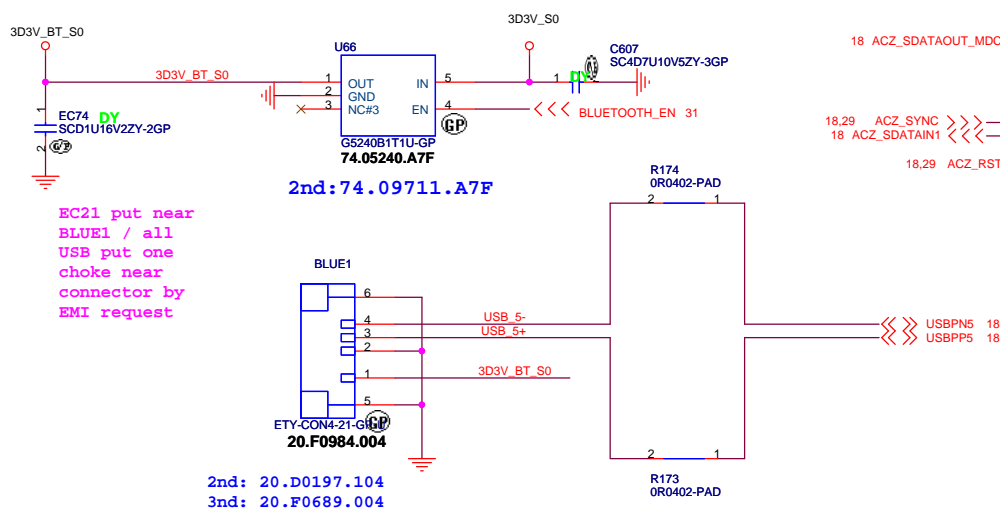 3D3V_BT_S0
3D3V_S0
18 ACZ_SDATAOUT_MDC
U66
C607
SC4D7U10V5ZY-3GP
3D3V_BT_S0
1 OUT IN 5
2 GND
3 NC#3 EN 4
1 DY
BLUETOOTH_EN 31
GP
G5240B1T1U-GP
74.05240.A7F
2nd:74.09711.A7F
1
EC74 DY
SCD1U16V2ZY-2GP
2 GP
18,29 ACZ_SYNC
18 ACZ_SDATAIN1
18,29 ACZ_RST
EC21 put near
BLUE1 / all
USB put one
choke near
connector by
EMI request
R174
0R0402-PAD
2 1
BLUE1
6
4 USB_5-
3 USB_5+
2
1 3D3V_BT_S0
5
GP
ETY-CON4-21-GP-U
20.F0984.004
USBPN5 18
USBPP5 18
2 1
R173
0R0402-PAD
2nd: 20.D0197.104
3nd: 20.F0689.004